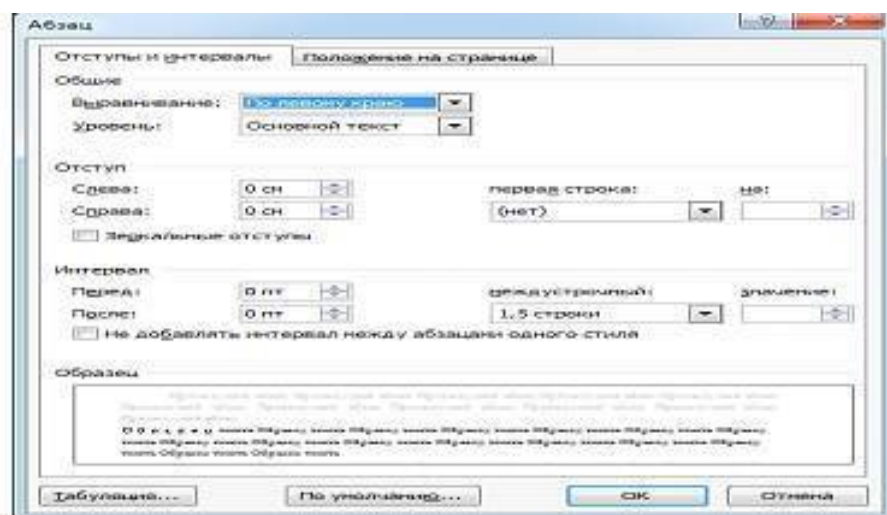 Абзац
Отступы и интервалы Положение на странице
Общие
Выравнивание: По левому краю
Уровень: Основной текст
Отступ
Слева: 0 см первая строка: на:
Справа: 0 см (нет)
Зеркальные отступы
Интервал
Перед: 0 пт междустрочный: значение:
После: 0 пт 1,5 строки
Не добавлять интервал между абзацами одного стиля
Образец
Табуляция... По умолчанию... ОК Отмена